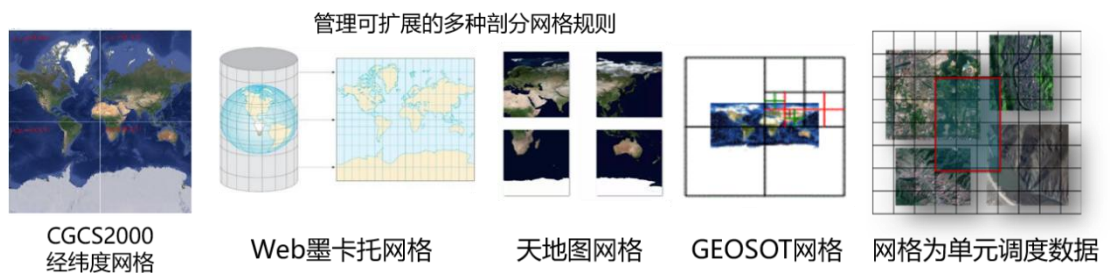 管理可扩展的多种剖分网格规则
CGCS2000
经纬度网格
Web墨卡托网格
天地图网格
GEOSOT网格
网格为单元调度数据